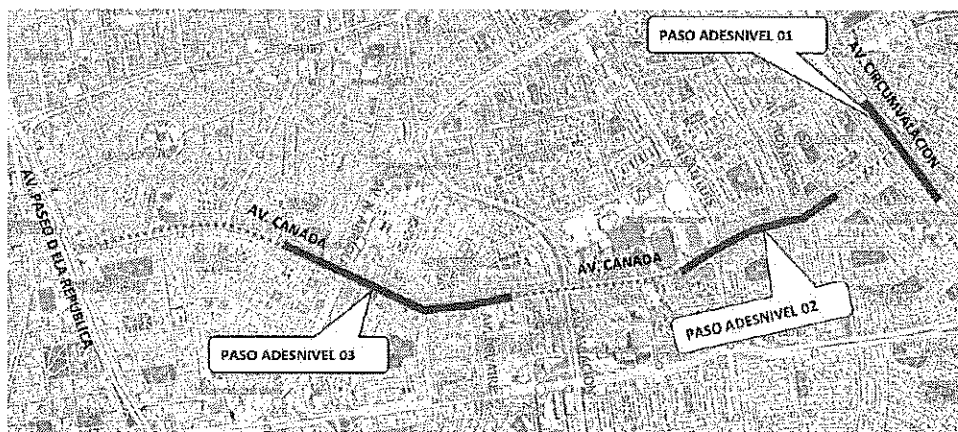 PASO ADESNIVEL 01
AV. CIRCUNVALACION
AV. PASEO D ELA REPUBLICA
AV. CANADA
AV. CANADA
PASO ADESNIVEL 02
PASO ADESNIVEL 03